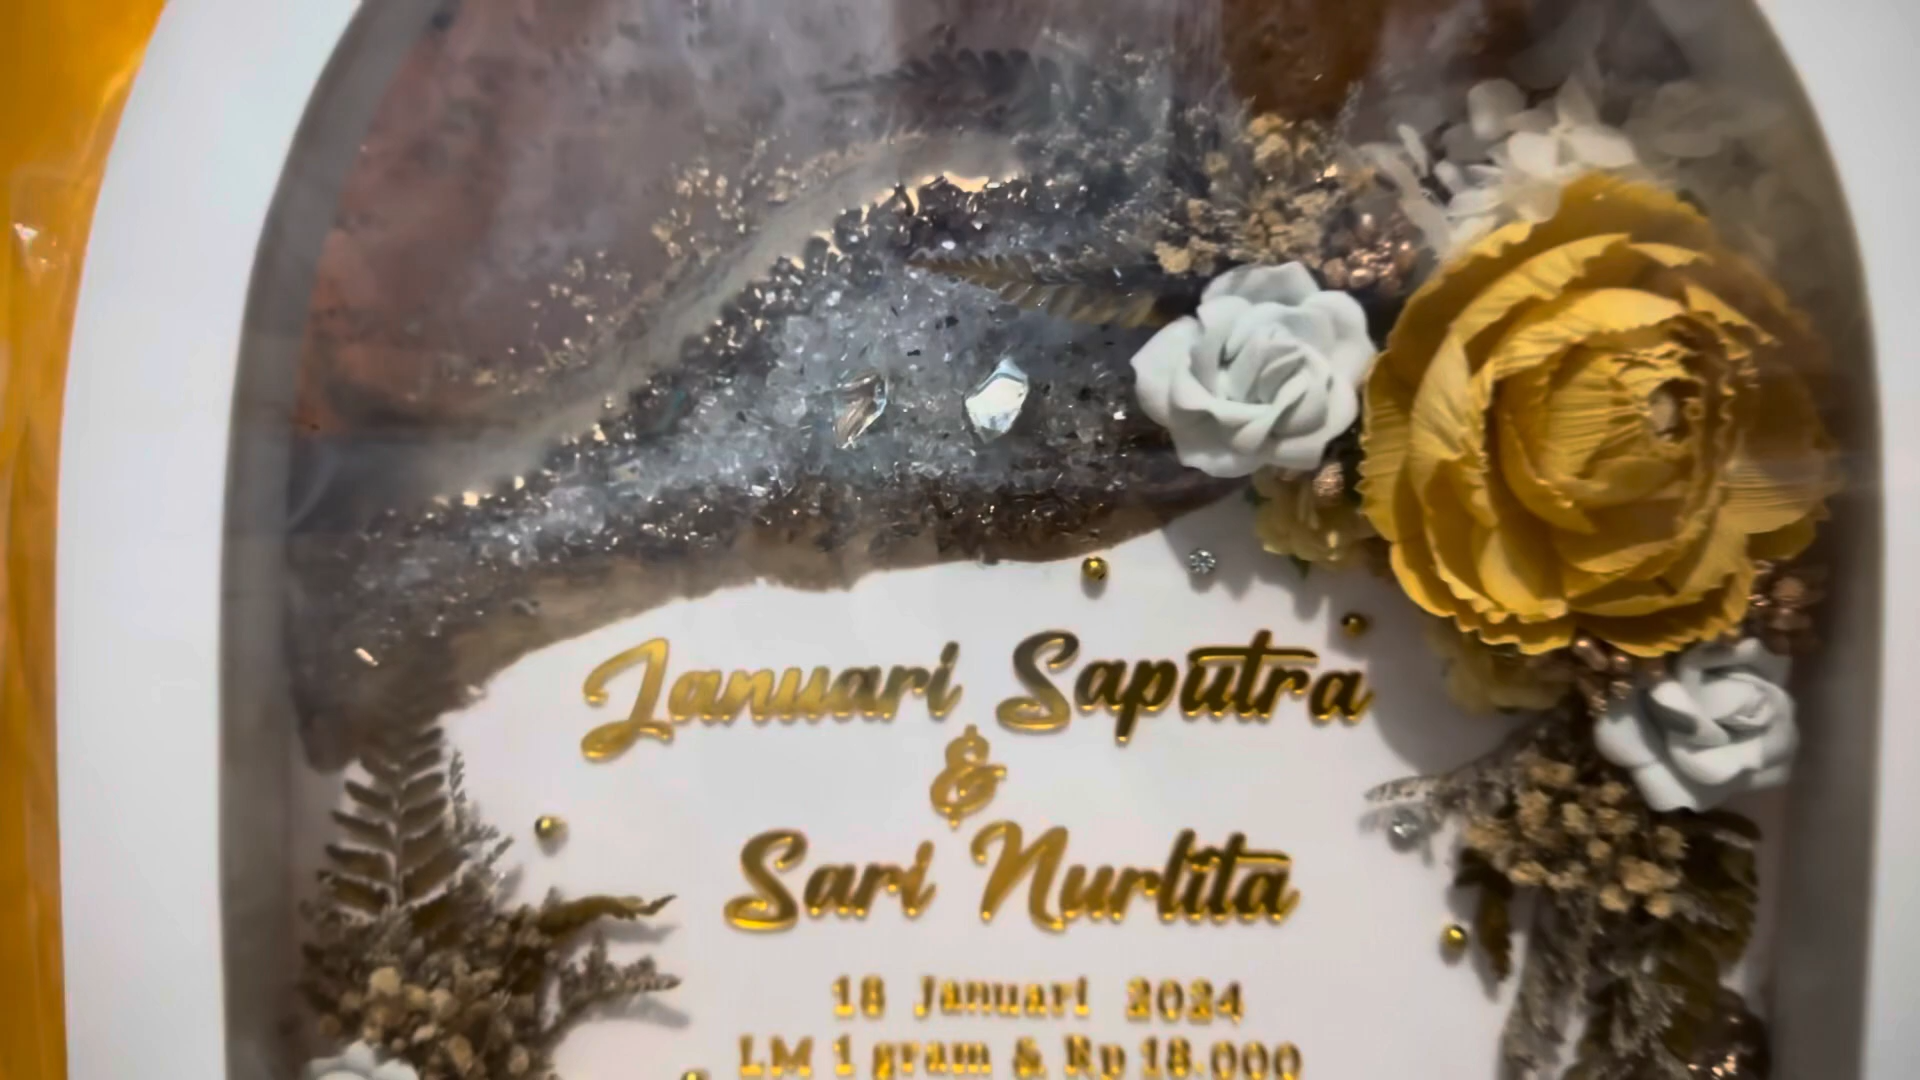 Januari Saputra
&
Sari Nurlita
18 Januari 2024
LM 1 gram & Rp 18.000